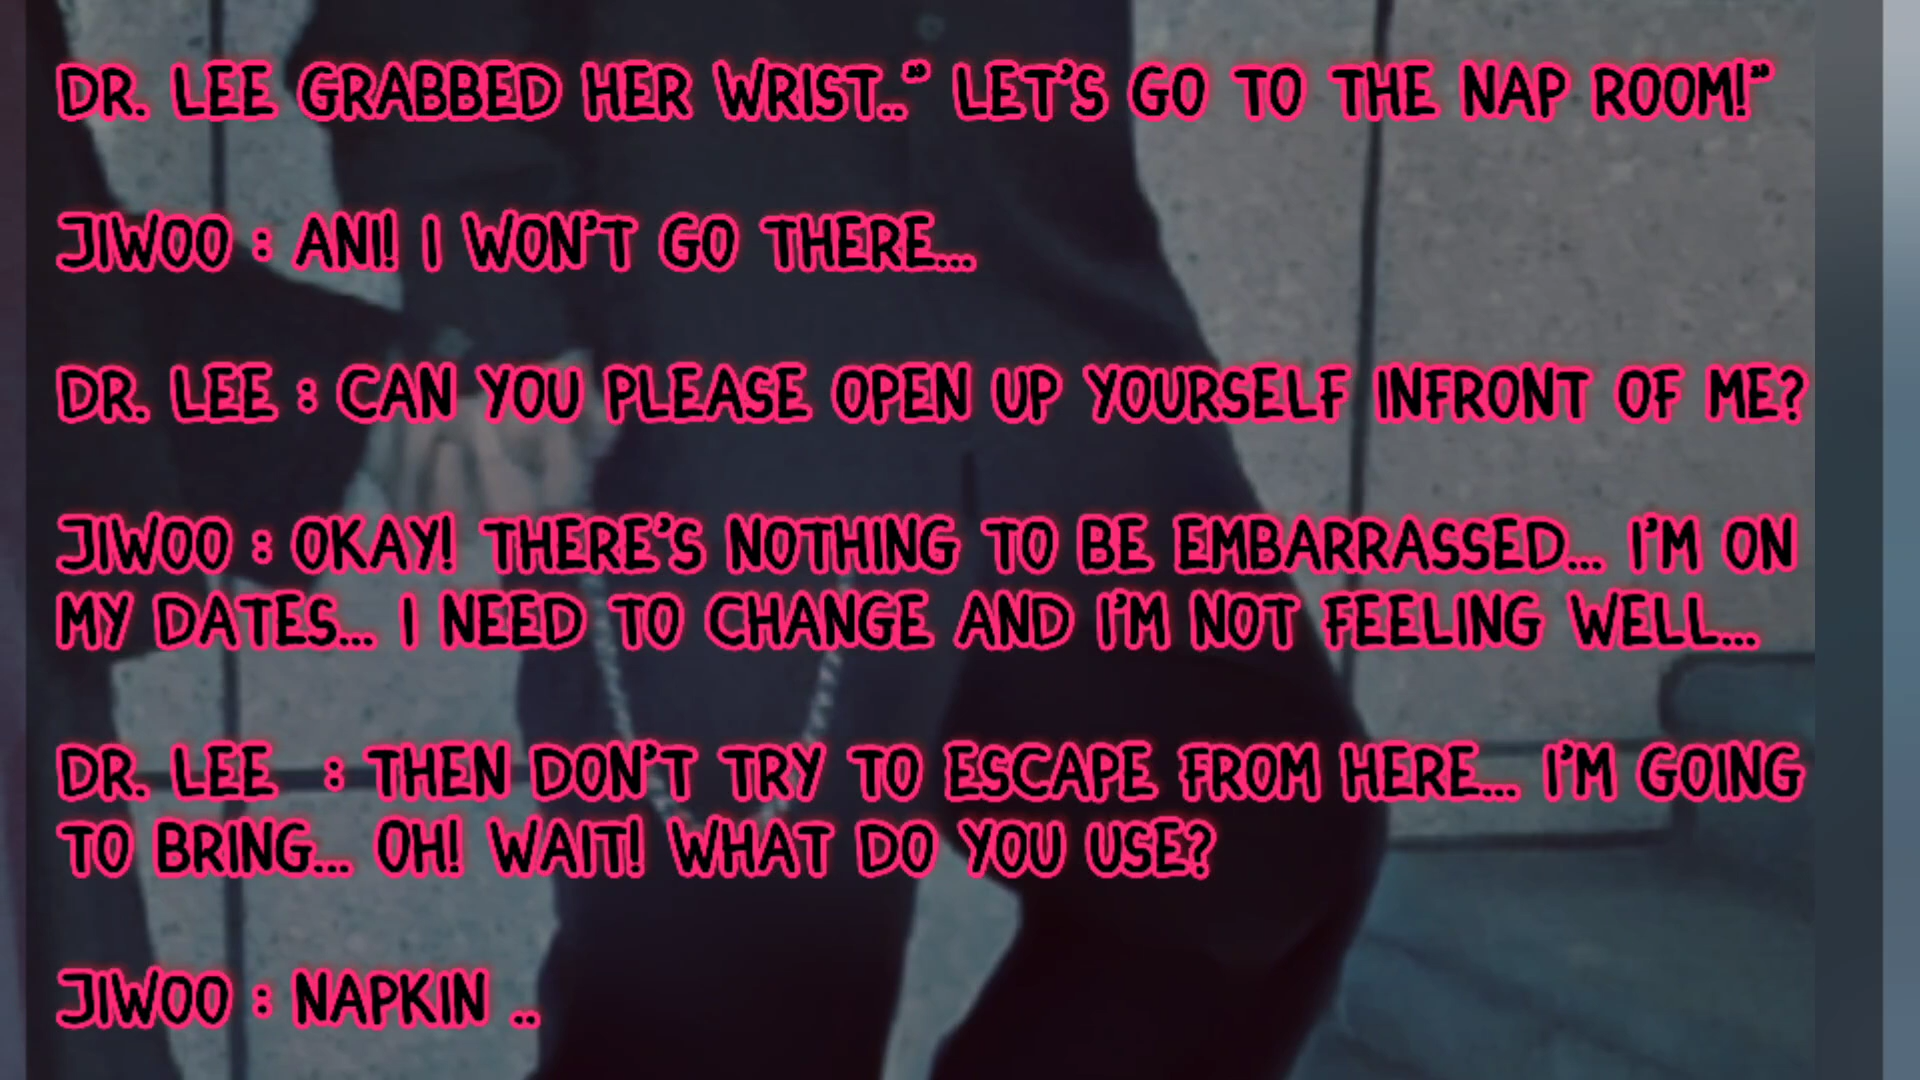 DR. LEE GRABBED HER WRIST..” LET’S GO TO THE NAP ROOM!”
JIWOO : ANI! I WON’T GO THERE...
DR. LEE : CAN YOU PLEASE OPEN UP YOURSELF INFRONT OF ME?
JIWOO : OKAY! THERE’S NOTHING TO BE EMBARRASSED... I’M ON
MY DATES... I NEED TO CHANGE AND I’M NOT FEELING WELL...
DR. LEE  : THEN DON’T TRY TO ESCAPE FROM HERE... I’M GOING
TO BRING... OH! WAIT! WHAT DO YOU USE?
JIWOO : NAPKIN ..